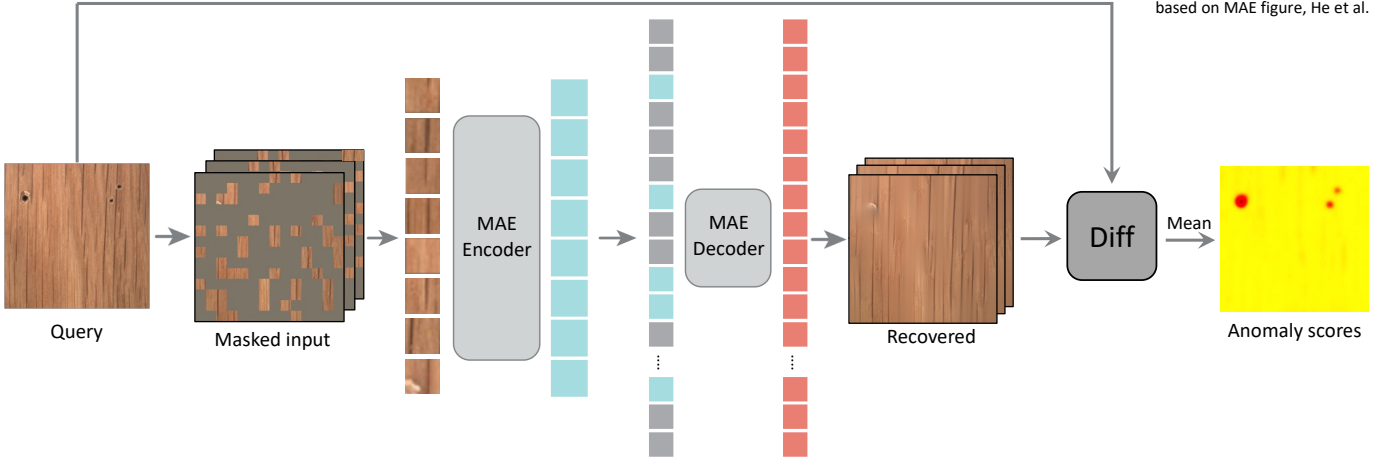 based on MAE figure, He et al.
Query
Masked input
MAE
Encoder
MAE
Decoder
Recovered
Diff
Mean
Anomaly scores